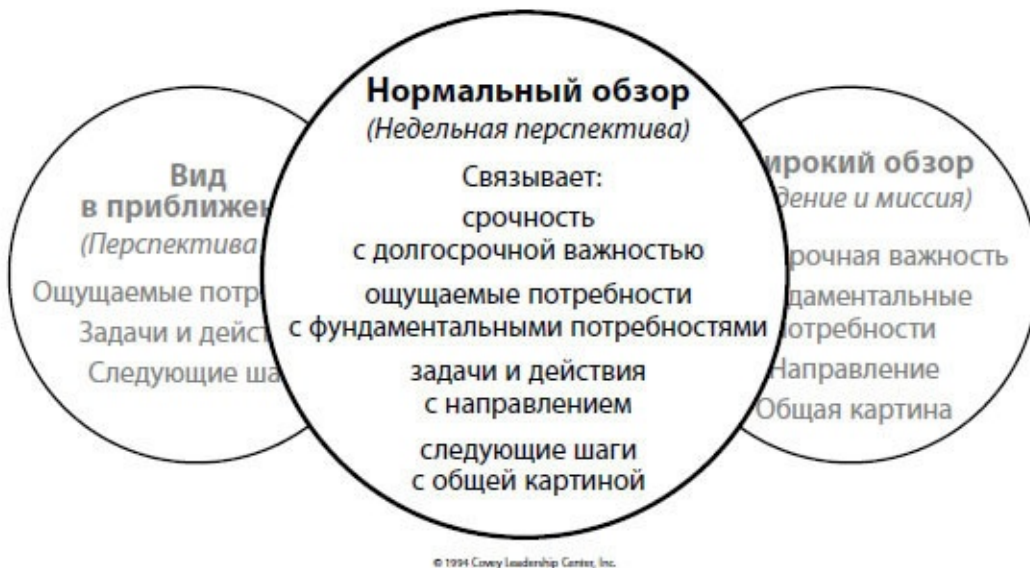 Вид
в приближен
(Перспектива
Ощущаемые потр
Задачи и дейст
Следующие ша
Нормальный обзор
(Недельная перспектива)
Связывает:
срочность
с долгосрочной важностью
ощущаемые потребности
с фундаментальными потребностями
задачи и действия
с направлением
следующие шаги
с общей картиной
ирокий обзор
дение и миссия)
рочная важность
даментальные
потребности
Направление
Общая картина
© 1994 Covey Leadership Center, Inc.